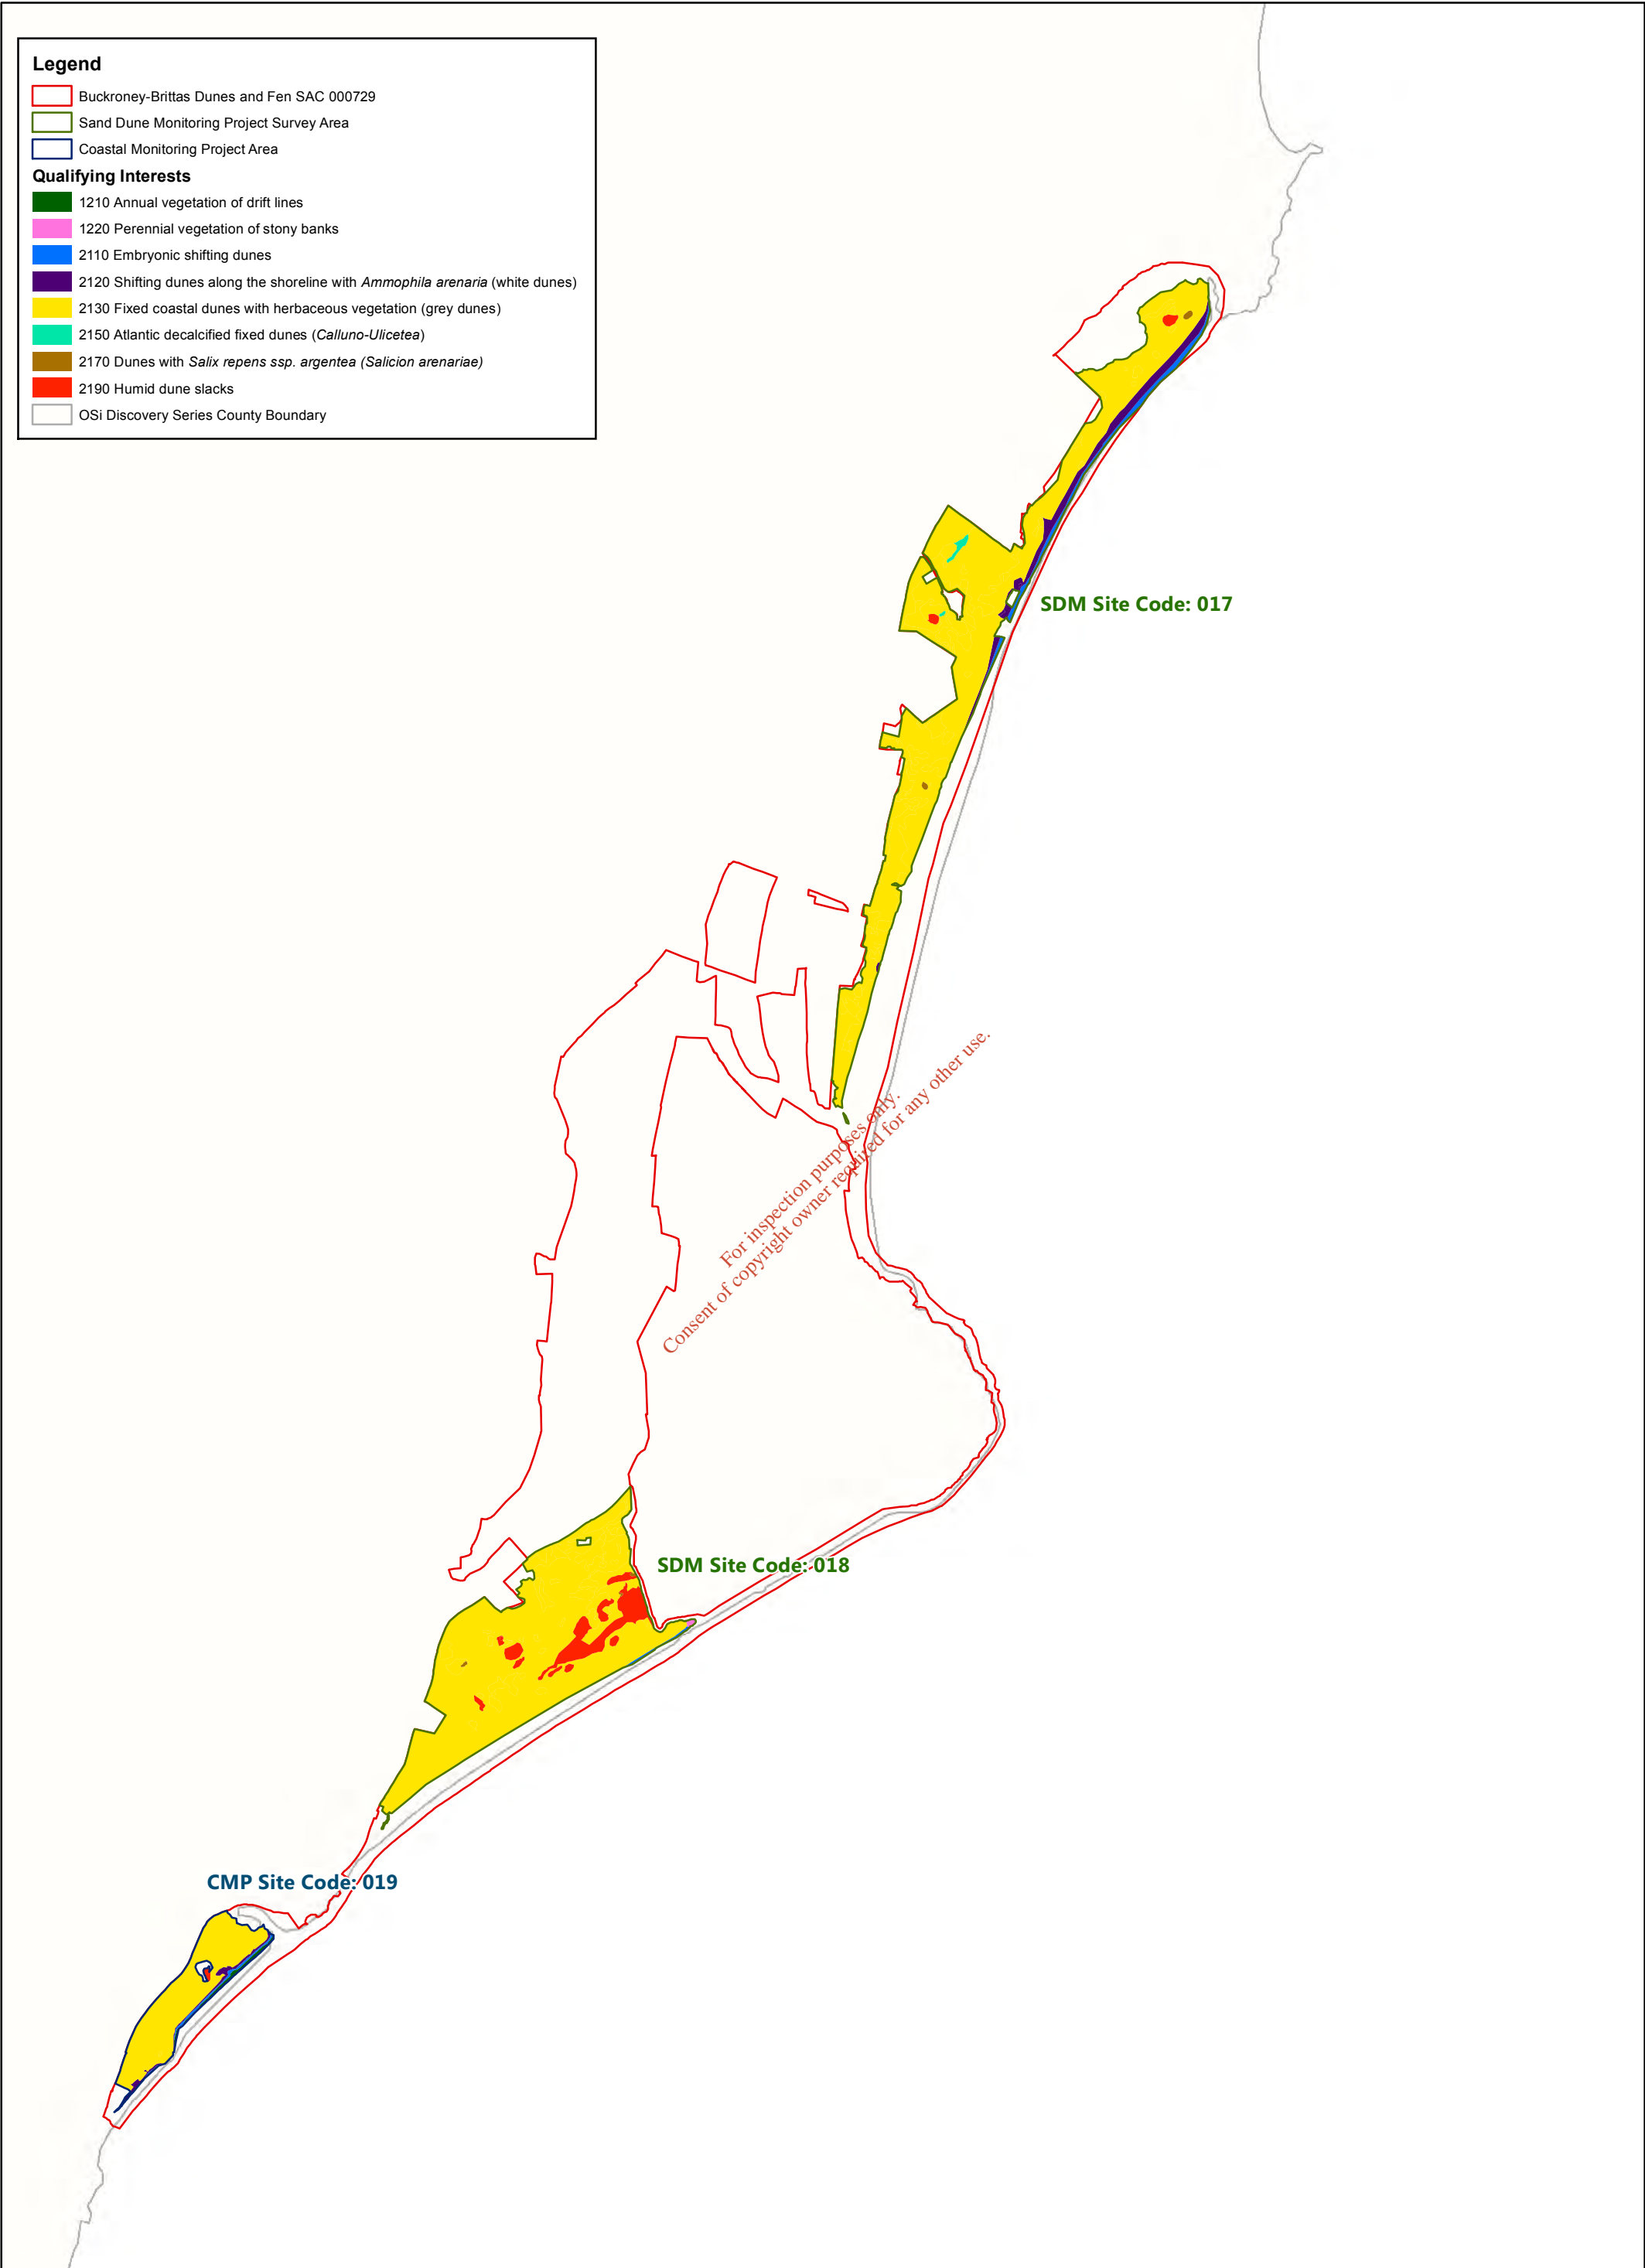 Legend
Buckroney-Brittas Dunes and Fen SAC 000729
Sand Dune Monitoring Project Survey Area
Coastal Monitoring Project Area
Qualifying Interests
1210 Annual vegetation of drift lines
1220 Perennial vegetation of stony banks
2110 Embryonic shifting dunes
2120 Shifting dunes along the shoreline with Ammophila arenaria (white dunes)
2130 Fixed coastal dunes with herbaceous vegetation (grey dunes)
2150 Atlantic decalcified fixed dunes (Calluno-Ulicetea)
2170 Dunes with Salix repens ssp. argentea (Salicion arenariae)
2190 Humid dune slacks
OSi Discovery Series County Boundary
SDM Site Code: 017
For inspection purposes only.
Consent of copyright owner required for any other use.
SDM Site Code: 018
CMP Site Code: 019